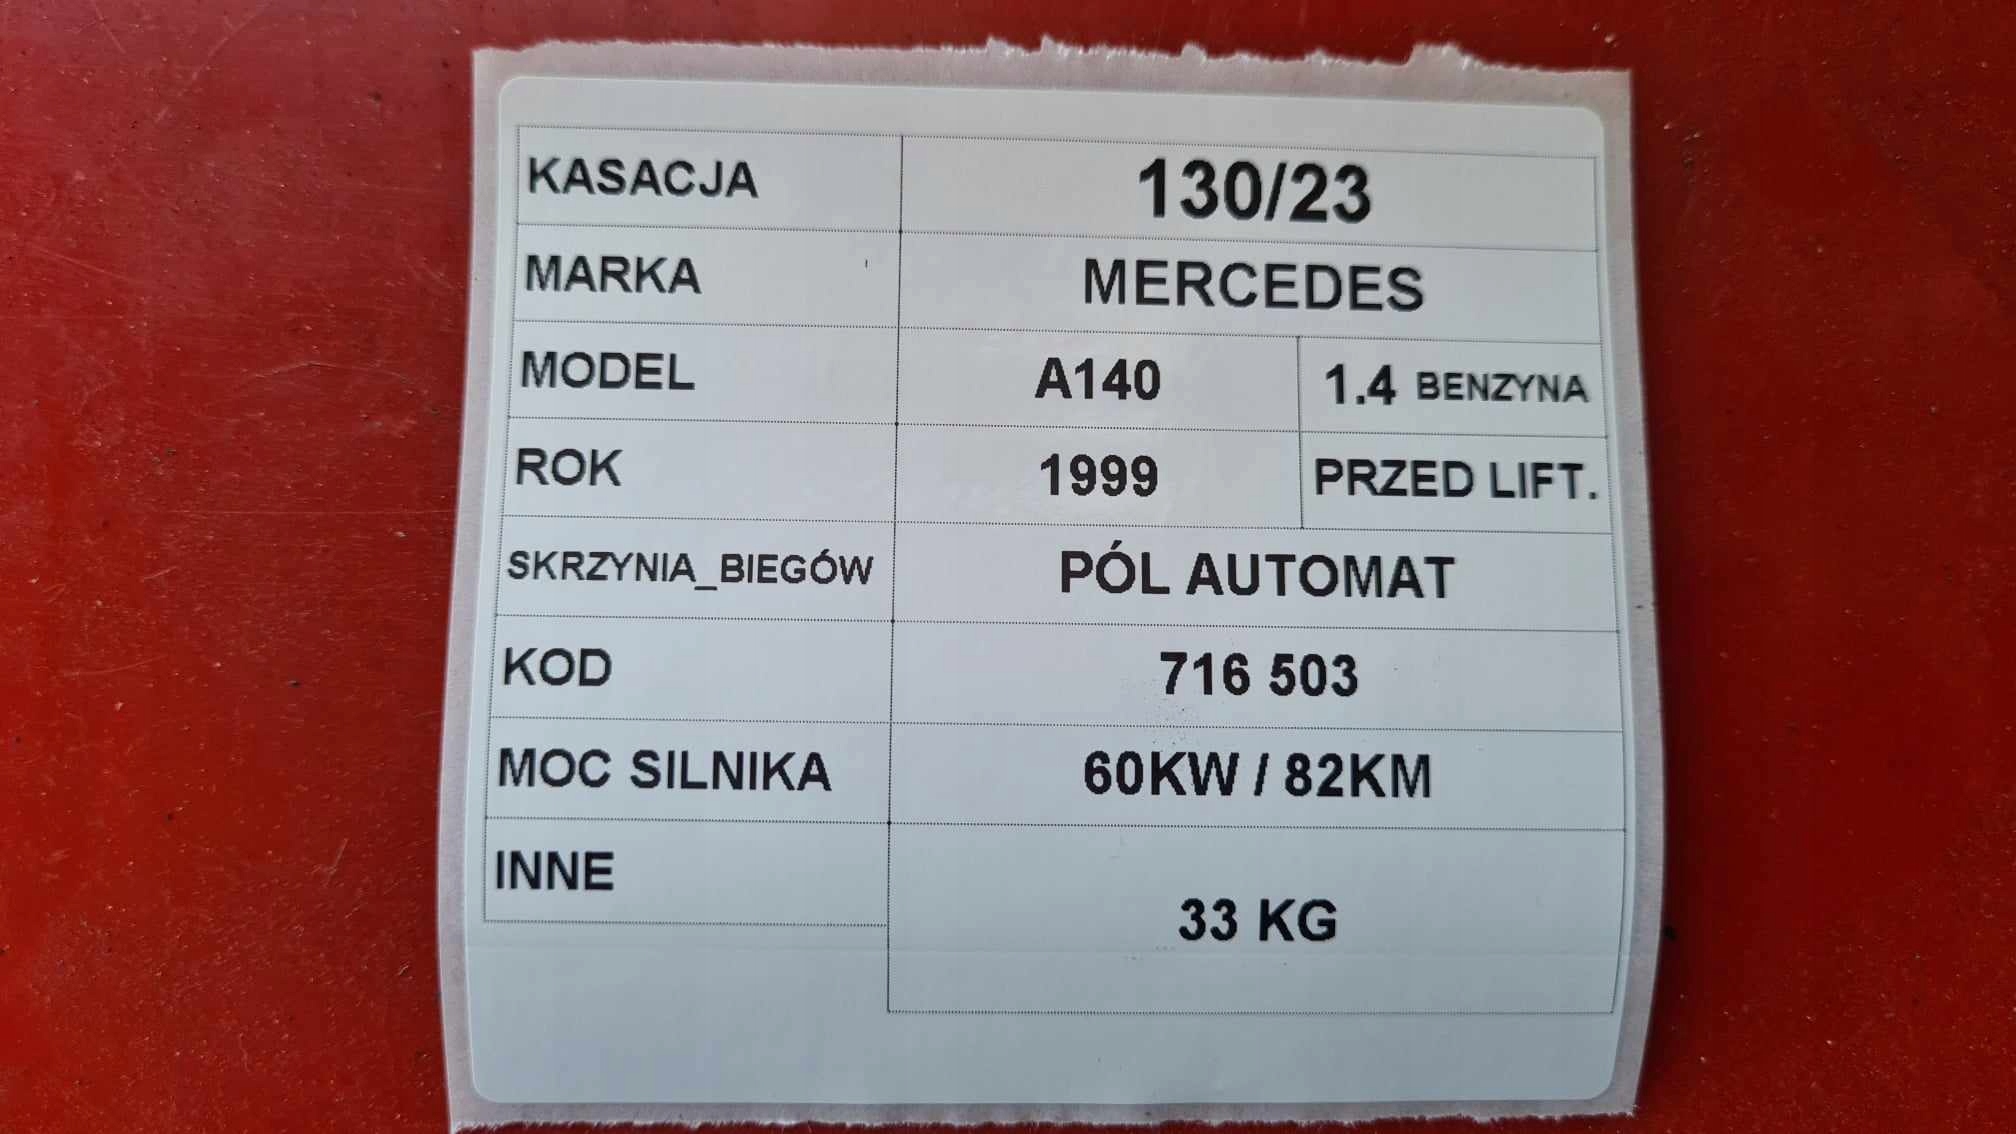 KASACJA 130/23
MARKA MERCEDES
MODEL A140 1.4 BENZYNA
ROK 1999 PRZED LIFT.
SKRZYNIA_BIEGÓW PÓL AUTOMAT
KOD 716 503
MOC SILNIKA 60KW / 82KM
INNE 33 KG